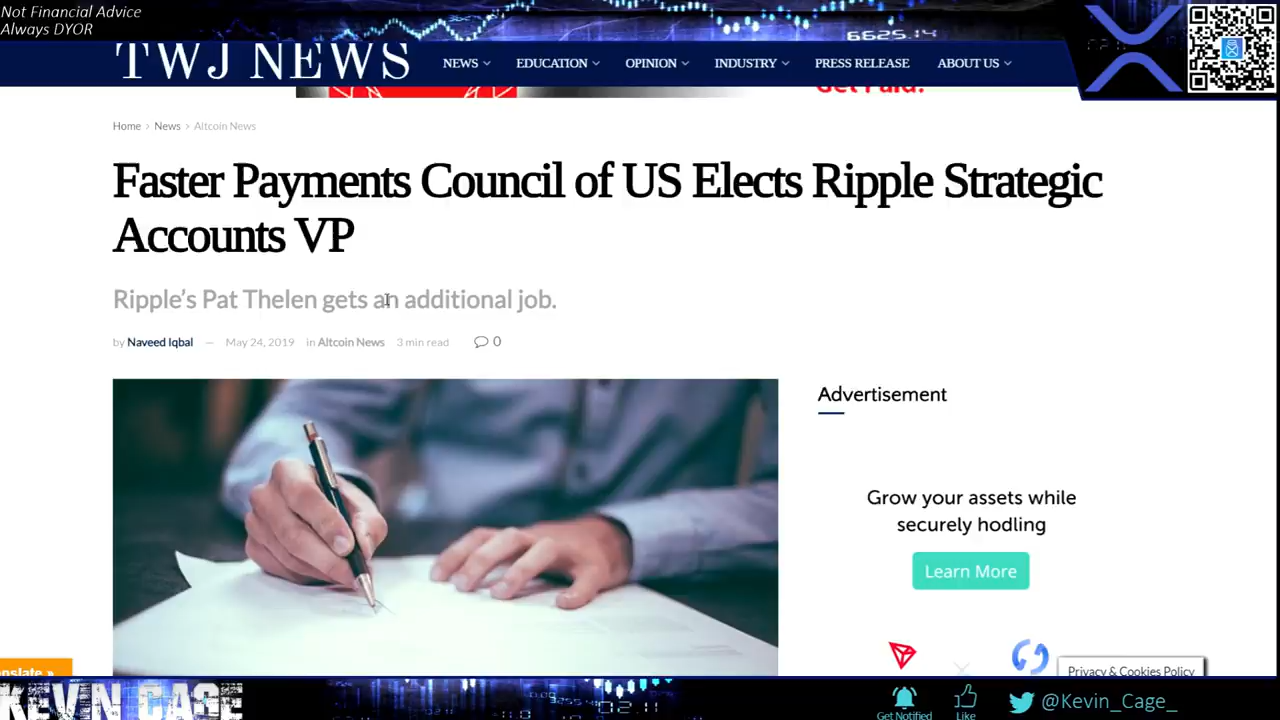 Not Financial Advice
Always DYOR
6625.14
TWJ NEWS
NEWS
EDUCATION
OPINION
INDUSTRY
PRESS RELEASE
ABOUT US
Get Paid!
Home > News > Altcoin News
Faster Payments Council of US Elects Ripple Strategic
Accounts VP
Ripple's Pat Thelen gets an additional job.
by Naveed Iqbal — May 24, 2019 in Altcoin News 3 min read 0
Advertisement
Grow your assets while
securely hodling
Learn More
Privacy & Cookies Policy
KEVIN CAGE
Get Notified
Like
@Kevin_Cage_